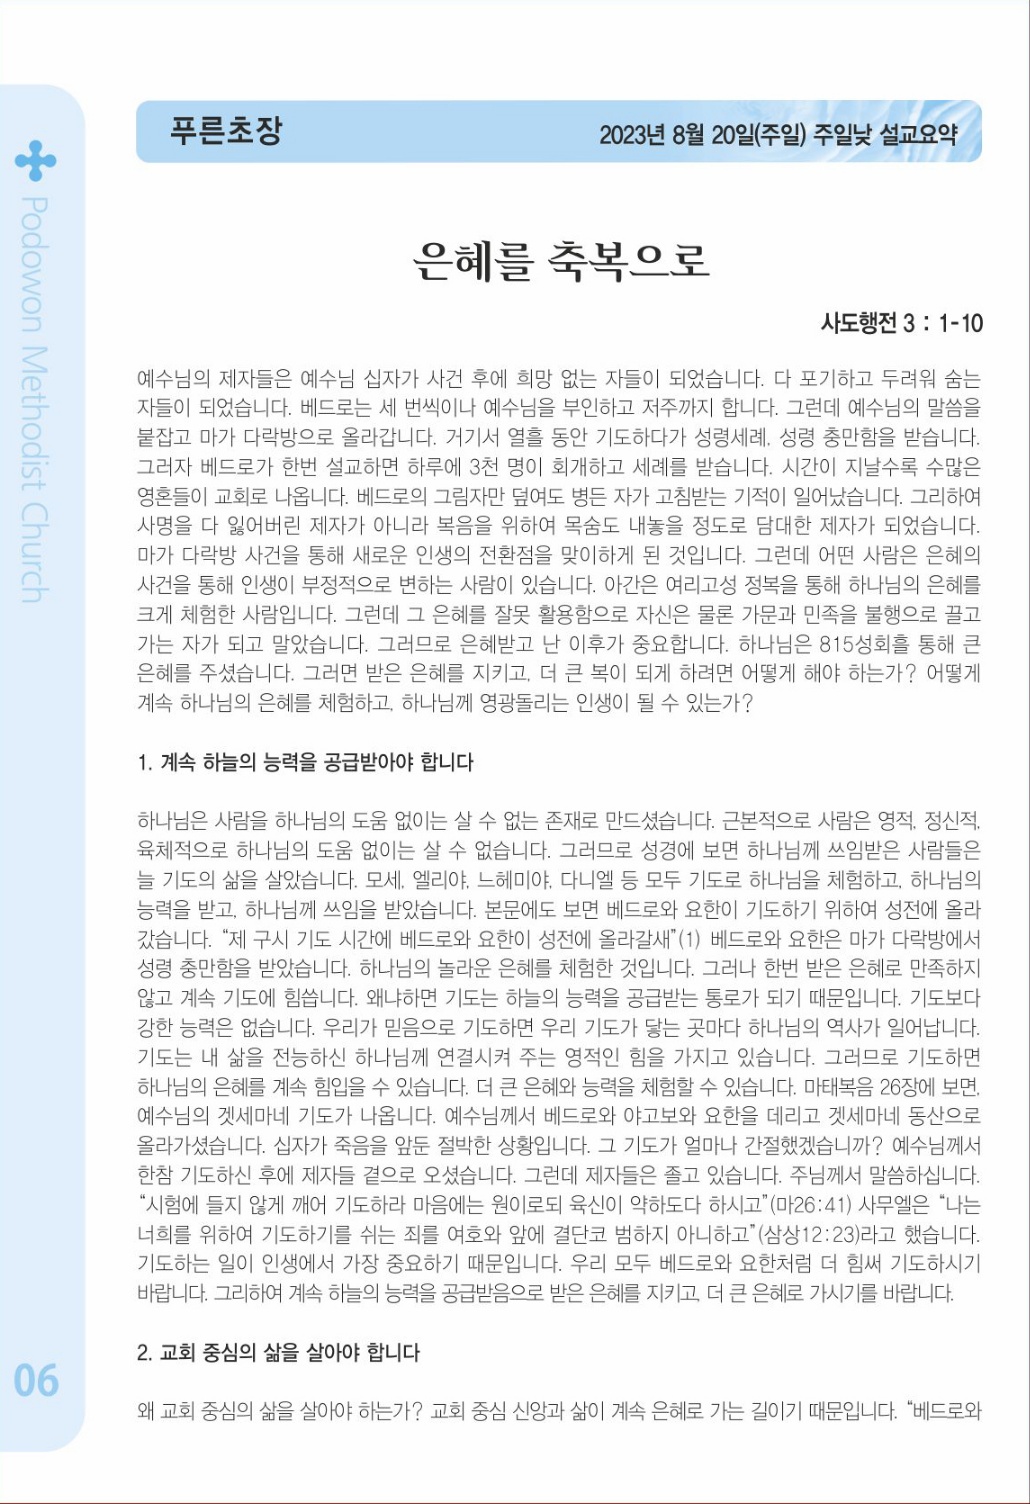 푸른초장
2023년 8월 20일(주일) 주일낮 설교요약
Podowon Methodist Church
은혜를 축복으로
사도행전 3 : 1-10
예수님의 제자들은 예수님 십자가 사건 후에 희망 없는 자들이 되었습니다. 다 포기하고 두려워 숨는
자들이 되었습니다. 베드로는 세 번씩이나 예수님을 부인하고 저주까지 합니다. 그런데 예수님의 말씀을
붙잡고 마가 다락방으로 올라갑니다. 거기서 열흘 동안 기도하다가 성령세례, 성령 충만함을 받습니다.
그러자 베드로가 한번 설교하면 하루에 3천 명이 회개하고 세례를 받습니다. 시간이 지날수록 수많은
영혼들이 교회로 나옵니다. 베드로의 그림자만 덮여도 병든 자가 고침받는 기적이 일어났습니다. 그리하여
사명을 다 잃어버린 제자가 아니라 복음을 위하여 목숨도 내놓을 정도로 담대한 제자가 되었습니다.
마가 다락방 사건을 통해 새로운 인생의 전환점을 맞이하게 된 것입니다. 그런데 어떤 사람은 은혜의
사건을 통해 인생이 부정적으로 변하는 사람이 있습니다. 아간은 여리고성 정복을 통해 하나님의 은혜를
크게 체험한 사람입니다. 그런데 그 은혜를 잘못 활용함으로 자신은 물론 가문과 민족을 불행으로 끌고
가는 자가 되고 말았습니다. 그러므로 은혜받고 난 이후가 중요합니다. 하나님은 815성회흘 통해 큰
은혜를 주셨습니다. 그러면 받은 은혜를 지키고, 더 큰 복이 되게 하려면 어떻게 해야 하는가? 어떻게
계속 하나님의 은혜를 체험하고, 하나님께 영광돌리는 인생이 될 수 있는가?
1. 계속 하늘의 능력을 공급받아야 합니다
하나님은 사람을 하나님의 도움 없이는 살 수 없는 존재로 만드셨습니다. 근본적으로 사람은 영적, 정신적,
육체적으로 하나님의 도움 없이는 살 수 없습니다. 그러므로 성경에 보면 하나님께 쓰임받은 사람들은
늘 기도의 삶을 살았습니다. 모세, 엘리야, 느헤미야, 다니엘 등 모두 기도로 하나님을 체험하고, 하나님의
능력을 받고, 하나님께 쓰임을 받았습니다. 본문에도 보면 베드로와 요한이 기도하기 위하여 성전에 올라
갔습니다. “제 구시 기도 시간에 베드로와 요한이 성전에 올라갈새”(1) 베드로와 요한은 마가 다락방에서
성령 충만함을 받았습니다. 하나님의 놀라운 은혜를 체험한 것입니다. 그러나 한번 받은 은혜로 만족하지
않고 계속 기도에 힘씁니다. 왜냐하면 기도는 하늘의 능력을 공급받는 통로가 되기 때문입니다. 기도보다
강한 능력은 없습니다. 우리가 믿음으로 기도하면 우리 기도가 닿는 곳마다 하나님의 역사가 일어납니다.
기도는 내 삶을 전능하신 하나님께 연결시켜 주는 영적인 힘을 가지고 있습니다. 그러므로 기도하면
하나님의 은혜를 계속 힘입을 수 있습니다. 더 큰 은혜와 능력을 체험할 수 있습니다. 마태복음 26장에 보면,
예수님의 겟세마네 기도가 나옵니다. 예수님께서 베드로와 야고보와 요한을 데리고 겟세마네 동산으로
올라가셨습니다. 십자가 죽음을 앞둔 절박한 상황입니다. 그 기도가 얼마나 간절했겠습니까? 예수님께서
한참 기도하신 후에 제자들 곁으로 오셨습니다. 그런데 제자들은 졸고 있습니다. 주님께서 말씀하십니다.
“시험에 들지 않게 깨어 기도하라 마음에는 원이로되 육신이 약하도다 하시고”(마26:41) 사무엘은 “나는
너희를 위하여 기도하기를 쉬는 죄를 여호와 앞에 결단코 범하지 아니하고”(삼상12:23)라고 했습니다.
기도하는 일이 인생에서 가장 중요하기 때문입니다. 우리 모두 베드로와 요한처럼 더 힘써 기도하시기
바랍니다. 그리하여 계속 하늘의 능력을 공급받음으로 받은 은혜를 지키고, 더 큰 은혜로 가시기를 바랍니다.
2. 교회 중심의 삶을 살아야 합니다
왜 교회 중심의 삶을 살아야 하는가? 교회 중심 신앙과 삶이 계속 은혜로 가는 길이기 때문입니다. “베드로와
06